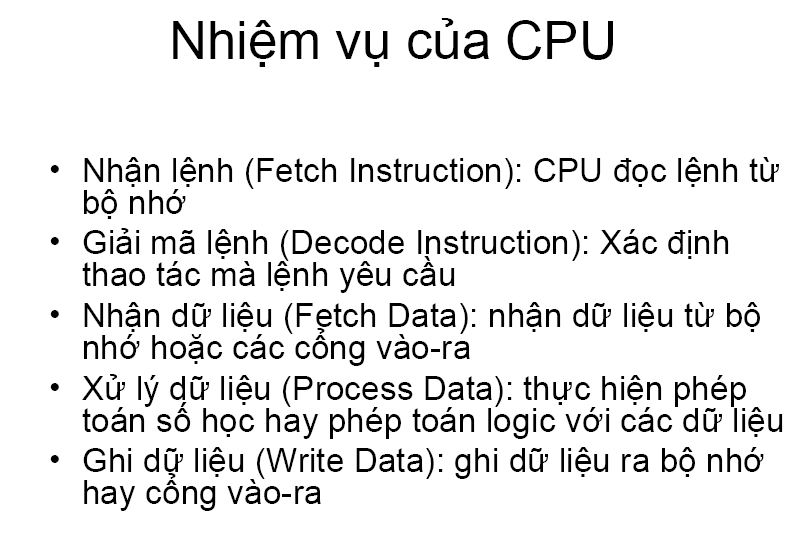 Nhiệm vụ của CPU
• Nhận lệnh (Fetch Instruction): CPU đọc lệnh từ
bộ nhớ
• Giải mã lệnh (Decode Instruction): Xác định
thao tác mà lệnh yêu cầu
• Nhận dữ liệu (Fetch Data): nhận dữ liệu từ bộ
nhớ hoặc các cổng vào-ra
• Xử lý dữ liệu (Process Data): thực hiện phép
toán số học hay phép toán logic với các dữ liệu
• Ghi dữ liệu (Write Data): ghi dữ liệu ra bộ nhớ
hay cổng vào-ra